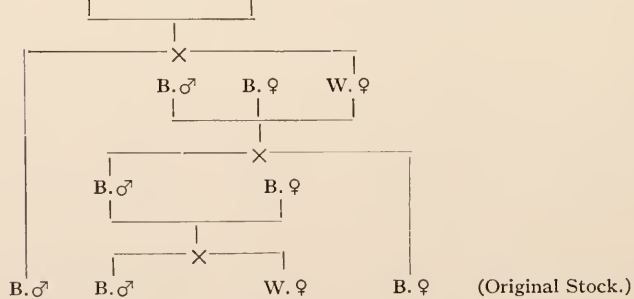 ×
B.♂ B.♀ W.♀
×
B.♂ B.♀
×
B.♂ B.♂ W.♀ B.♀ (Original Stock.)